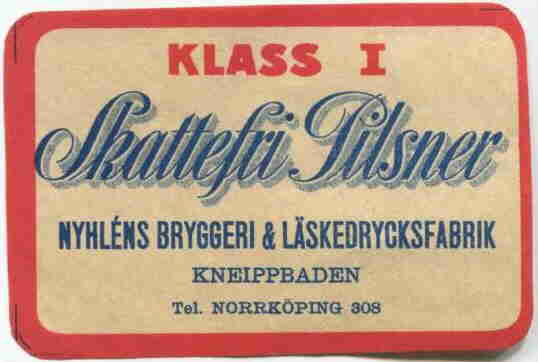 KLASS I
Skattefri Pilsner
NYHLÉNS BRYGGERI & LÄSKEDRYCKSFABRIK
KNEIPPBADEN
Tel. NORRKÖPING 308